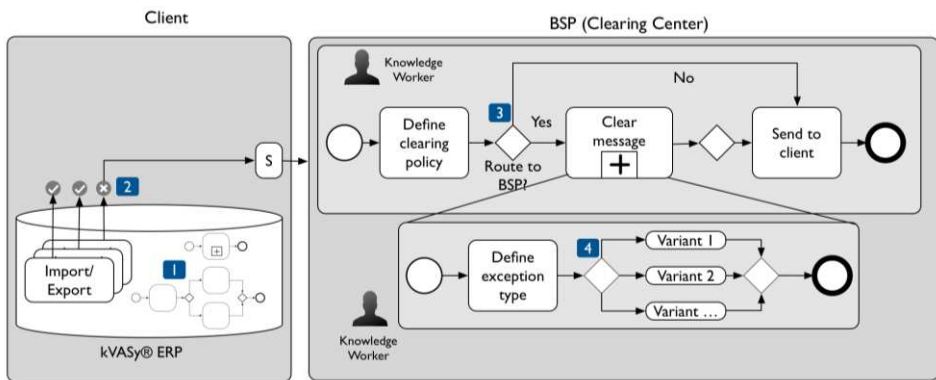 Client
BSP (Clearing Center)
Knowledge
Worker
No
3
Yes
Define
clearing
policy
Route to
BSP?
Clear
message
Send to
client
S
2
1
Import/
Export
kVASy® ERP
4
Define
exception
type
Variant 1
Variant 2
Variant ...
Knowledge
Worker